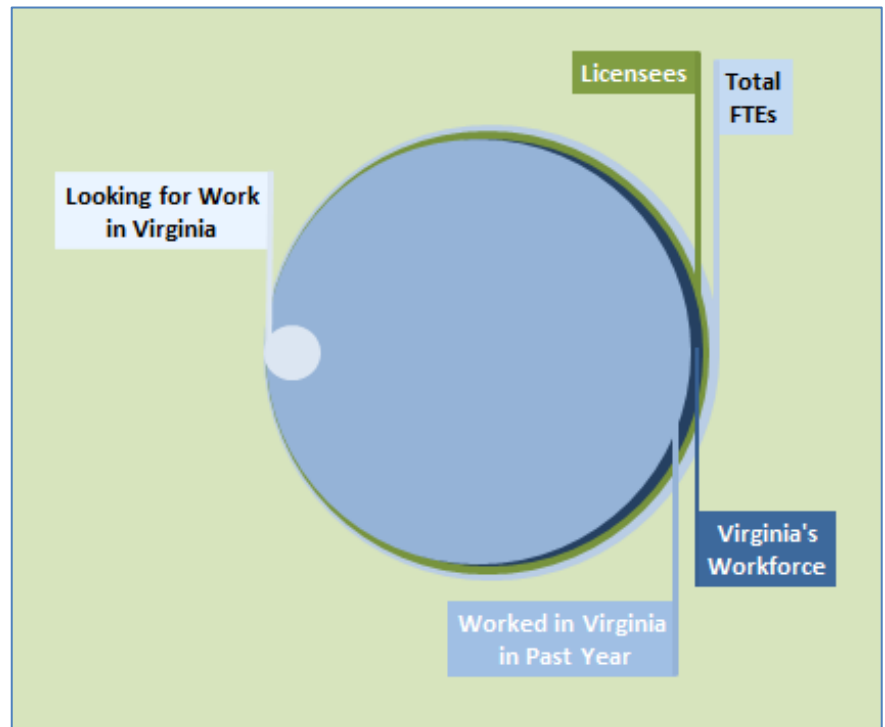 Licensees
Total
FTEs
Looking for Work
in Virginia
Virginia's
Workforce
Worked in Virginia
in Past Year